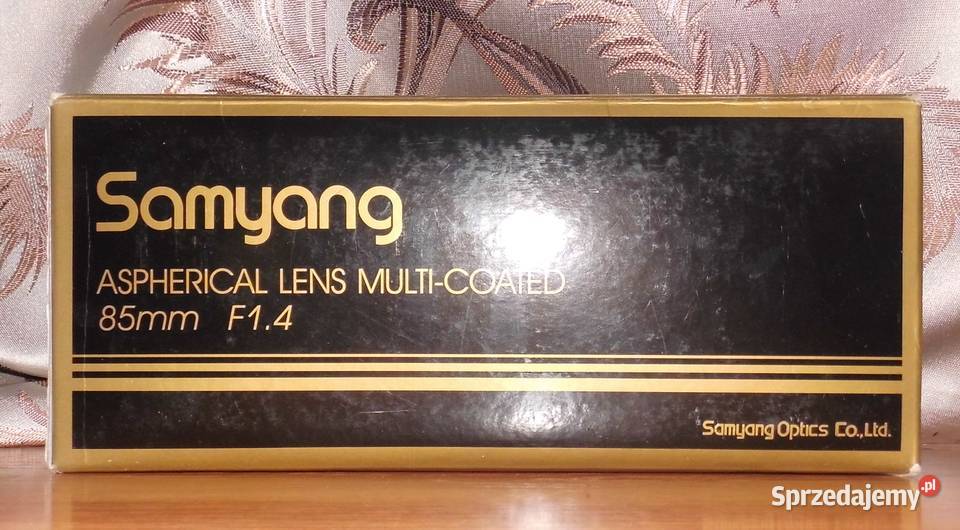 Samyang
ASPHERICAL LENS MULTI-COATED
85mm F1.4
Samyang Optics Co.,Ltd.
Sprzedajemy.pl